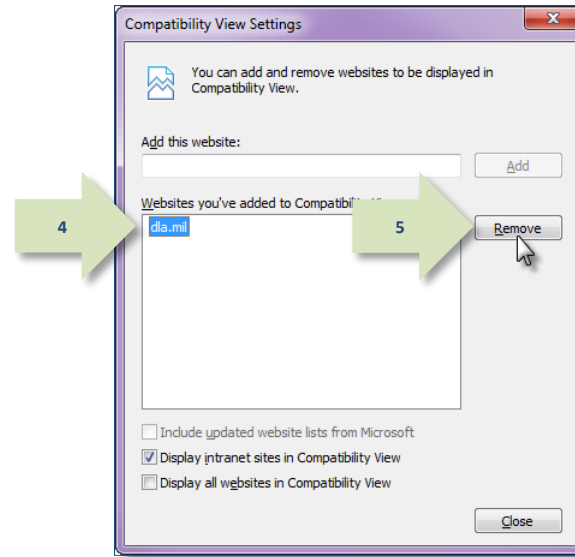 Compatibility View Settings
You can add and remove websites to be displayed in
Compatibility View.
Add this website:
Add
Websites you've added to Compatibility
4
dla.mil
5
Remove
Include updated website lists from Microsoft
Display intranet sites in Compatibility View
Display all websites in Compatibility View
Close